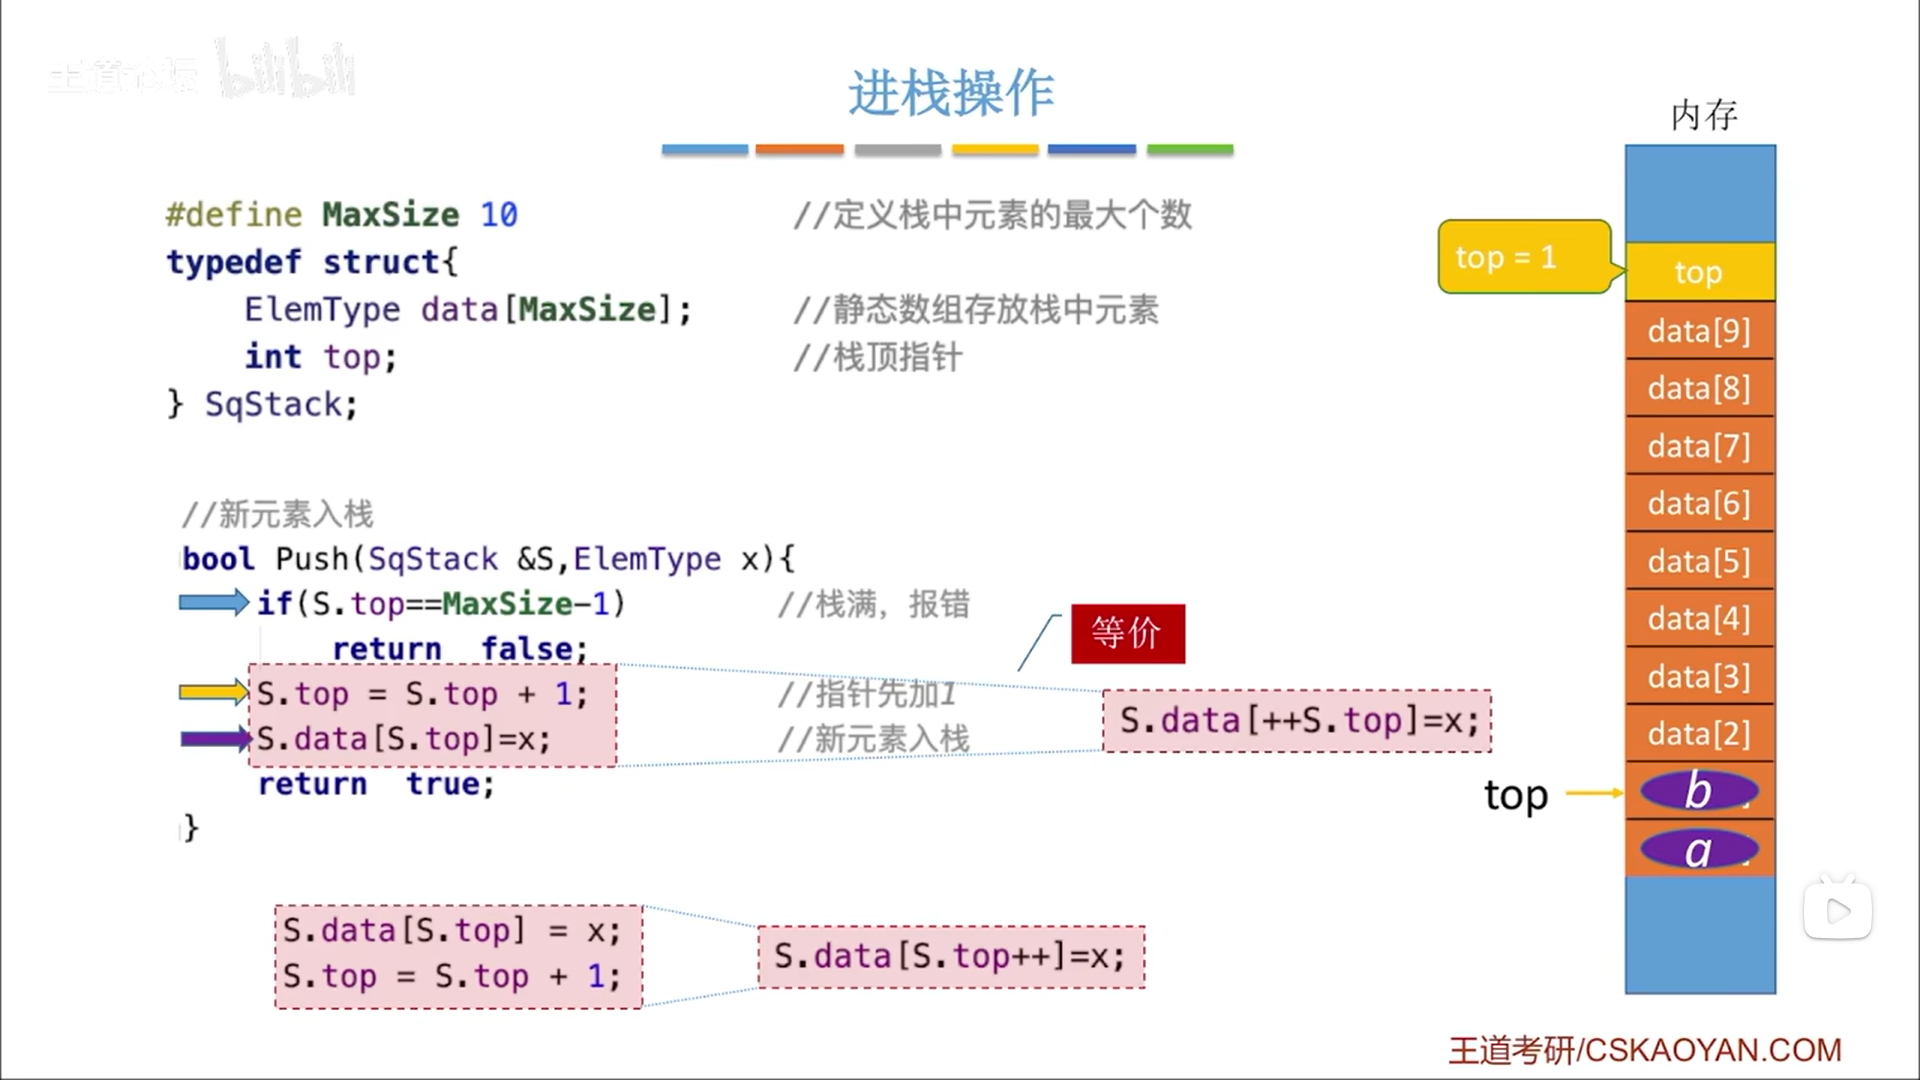 王道论坛 bilibili
进栈操作
内存
#define MaxSize 10 //定义栈中元素的最大个数
typedef struct{
ElemType data[MaxSize]; //静态数组存放栈中元素
int top; //栈顶指针
} SqStack;
//新元素入栈
bool Push(SqStack &S,ElemType x){
if(S.top==MaxSize-1) //栈满，报错
return false;
S.top = S.top + 1; //指针先加1
S.data[S.top]=x; //新元素入栈
return true;
}
等价
S.data[++S.top]=x;
S.data[S.top] = x;
S.top = S.top + 1;
S.data[S.top++]=x;
top = 1
top
data[9]
data[8]
data[7]
data[6]
data[5]
data[4]
data[3]
data[2]
top
b
a
王道考研/CSKAOYAN.COM